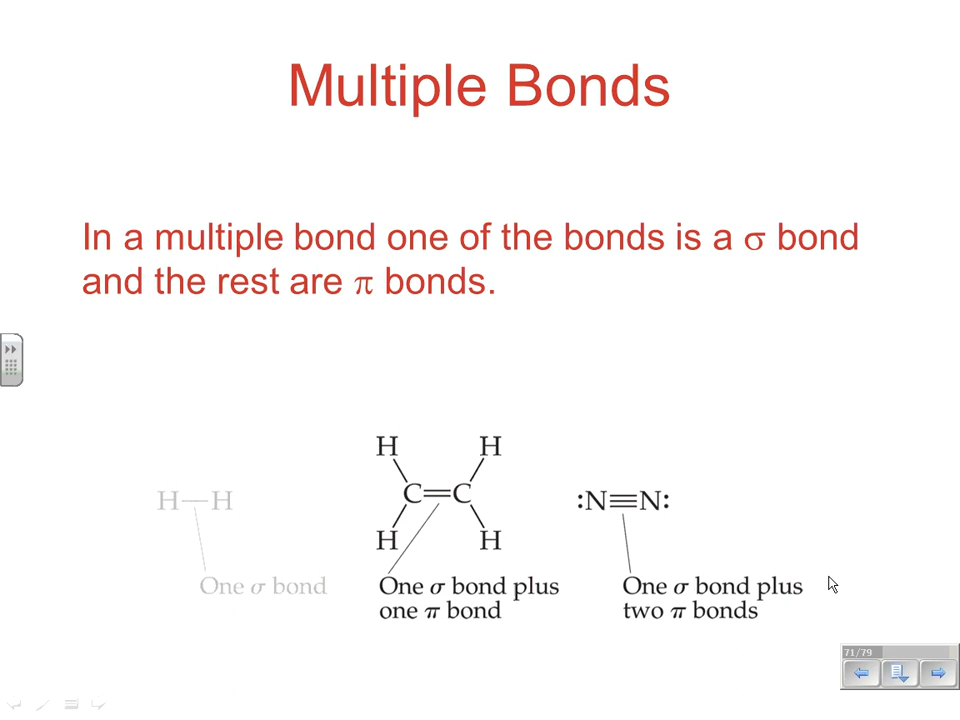 Multiple Bonds
In a multiple bond one of the bonds is a σ bond
and the rest are π bonds.
H H
H—H C=C :N≡N:
H H
One σ bond
One σ bond plus
one π bond
One σ bond plus
two π bonds
71/79